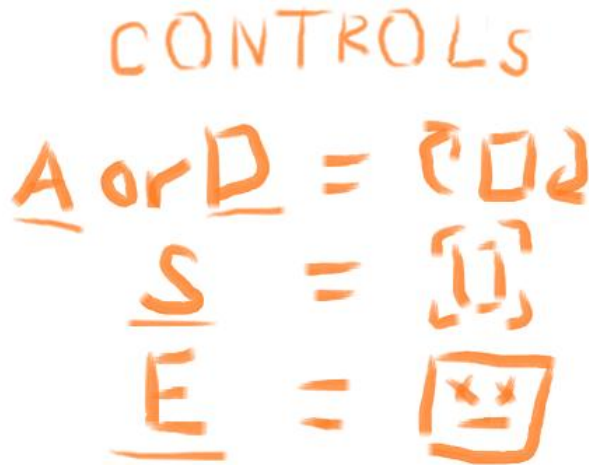 CONTROLS
A or D =
S =
E =